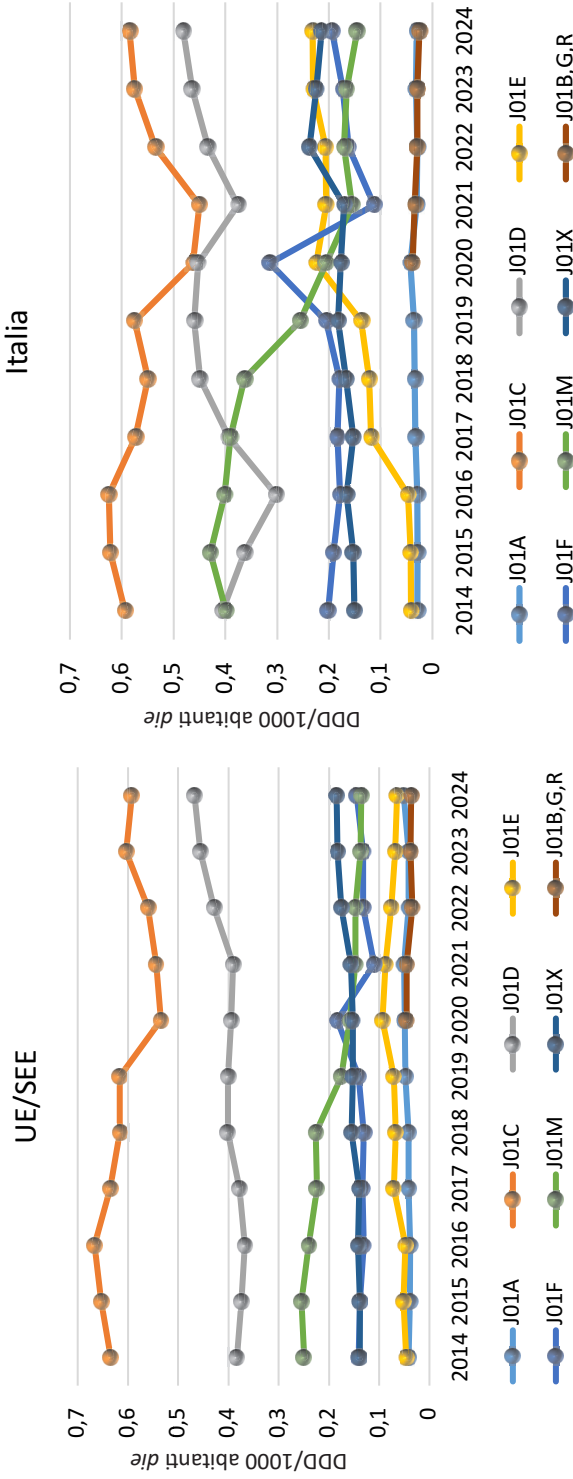 UE/SEE
DDD/1000 abitanti die
0,7
0,6
0,5
0,4
0,3
0,2
0,1
0
2014 2015 2016 2017 2018 2019 2020 2021 2022 2023 2024
J01A J01C J01D J01E
J01F J01M J01X J01B,G,R
Italia
DDD/1000 abitanti die
0,7
0,6
0,5
0,4
0,3
0,2
0,1
0
2014 2015 2016 2017 2018 2019 2020 2021 2022 2023 2024
J01A J01C J01D J01E
J01F J01M J01X J01B.G.R